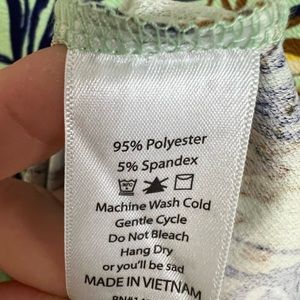 95% Polyester
5% Spandex
Machine Wash Cold
Gentle Cycle
Do Not Bleach
Hang Dry
or you'll be sad
MADE IN VIETNAM